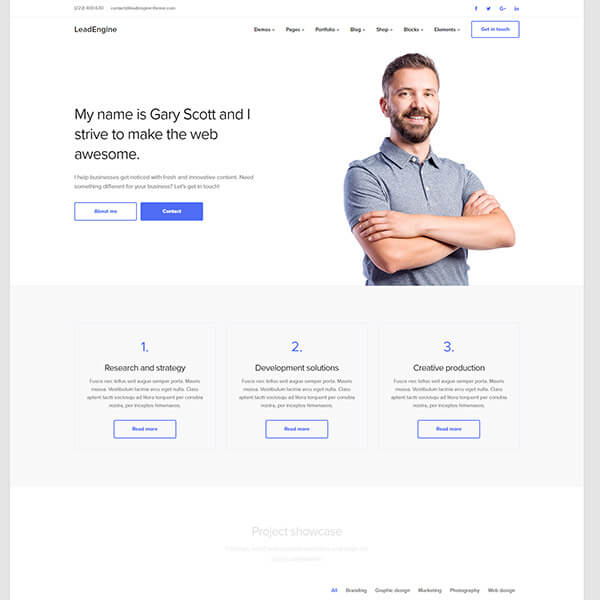 contact@leadengine-theme.com
LeadEngine
Demos Pages Portfolio Blog Shop Blocks Elements Get in touch
My name is Gary Scott and I
strive to make the web
awesome.
I help businesses get noticed with fresh and innovative content. Need
something different for your business? Let's get in touch!
About me Contact
1.
Research and strategy
Fusce nec tellus sed augue semper porta. Mauris
massa. Vestibulum lacinia arcu eget nulla. Class
aptent taciti sociosqu ad litora torquent per conubia
nostra, per inceptos himenaeos.
Read more
2.
Development solutions
Fusce nec tellus sed augue semper porta. Mauris
massa. Vestibulum lacinia arcu eget nulla. Class
aptent taciti sociosqu ad litora torquent per conubia
nostra, per inceptos himenaeos.
Read more
3.
Creative production
Fusce nec tellus sed augue semper porta. Mauris
massa. Vestibulum lacinia arcu eget nulla. Class
aptent taciti sociosqu ad litora torquent per conubia
nostra, per inceptos himenaeos.
Read more
Project showcase
All Branding Graphic design Marketing Photography Web design